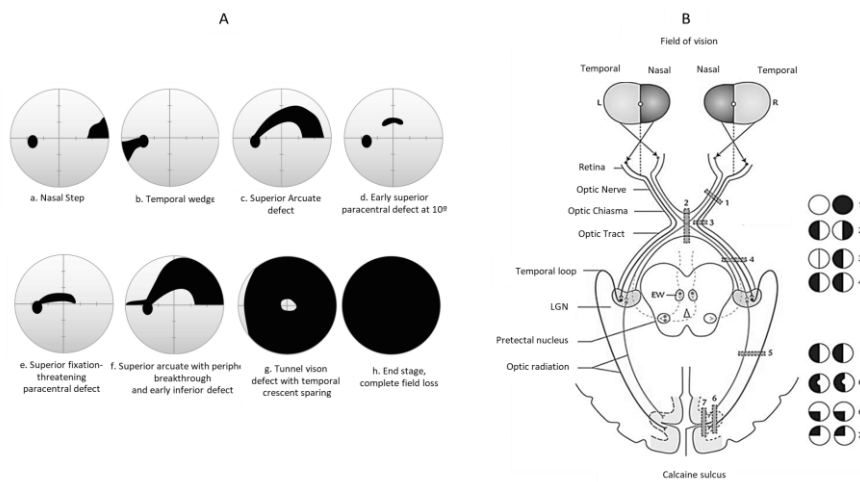 A
a. Nasal Step
b. Temporal wedge
c. Superior Arcuate
defect
d. Early superior
paracentral defect at 10º
e. Superior fixation-
threatening
paracentral defect
f. Superior arcuate with periphe
breakthrough
and early inferior defect
g. Tunnel vison
defect with temporal
crescent sparing
h. End stage,
complete field loss
B
Field of vision
Temporal
Nasal
Nasal
Temporal
L
R
Retina
Optic Nerve
Optic Chiasma
Optic Tract
Temporal loop
LGN
Pretectal nucleus
Optic radiation
EW
1
2
3
4
5
6
7
Calcaine sulcus